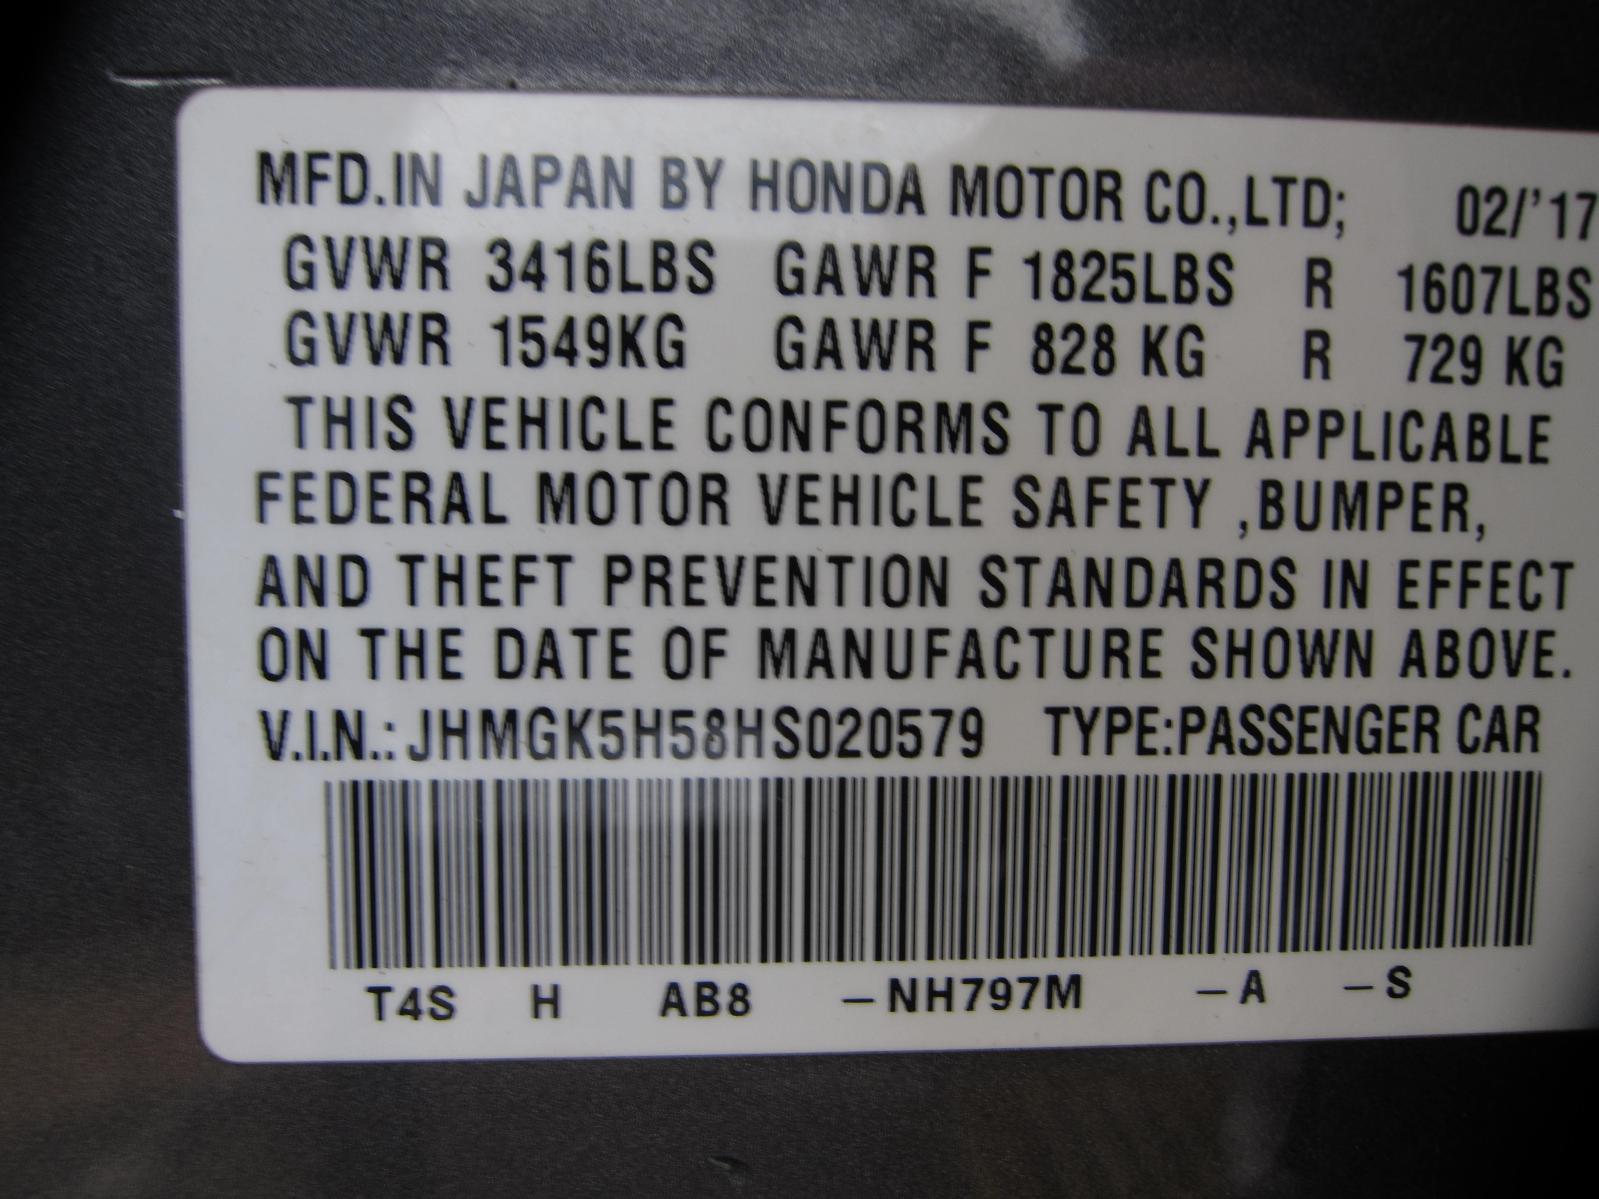 MFD.IN JAPAN BY HONDA MOTOR CO.,LTD; 02/'17
GVWR 3416LBS GAWR F 1825LBS R 1607LBS
GVWR 1549KG GAWR F 828 KG R 729 KG
THIS VEHICLE CONFORMS TO ALL APPLICABLE
FEDERAL MOTOR VEHICLE SAFETY ,BUMPER,
AND THEFT PREVENTION STANDARDS IN EFFECT
ON THE DATE OF MANUFACTURE SHOWN ABOVE.
V.I.N.: JHMGK5H58HS020579 TYPE:PASSENGER CAR
T4S H AB8 –NH797M –A –S